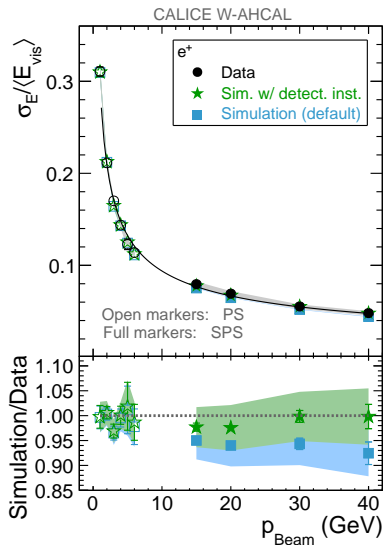 CALICE W-AHCAL
σE/⟨Evis⟩
0.3
0.2
0.1
e+
Data
Sim. w/ detect. inst.
Simulation (default)
Open markers: PS
Full markers: SPS
Simulation/Data
1.10
1.05
1.00
0.95
0.90
0.85
0 10 20 30 40
pBeam (GeV)